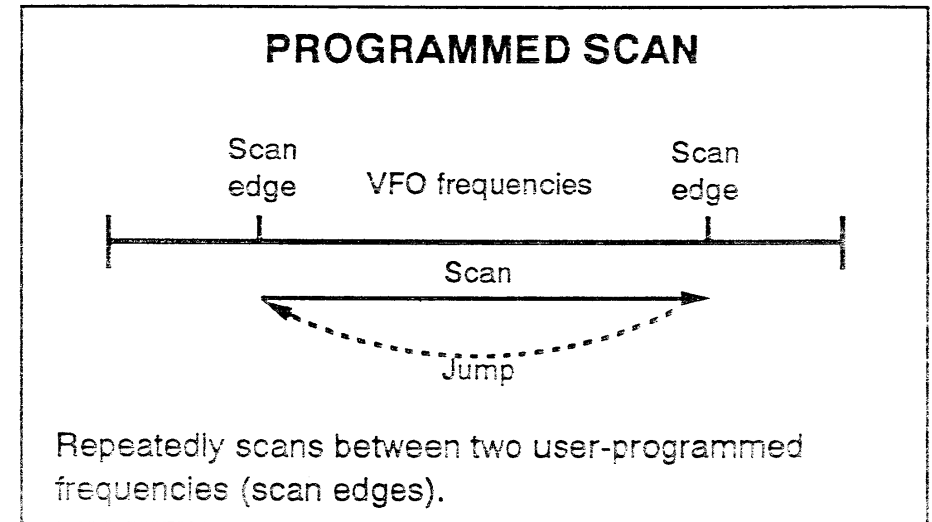 PROGRAMMED SCAN
Scan
edge
VFO frequencies
Scan
edge
Scan
Jump
Repeatedly scans between two user-programmed
frequencies (scan edges).